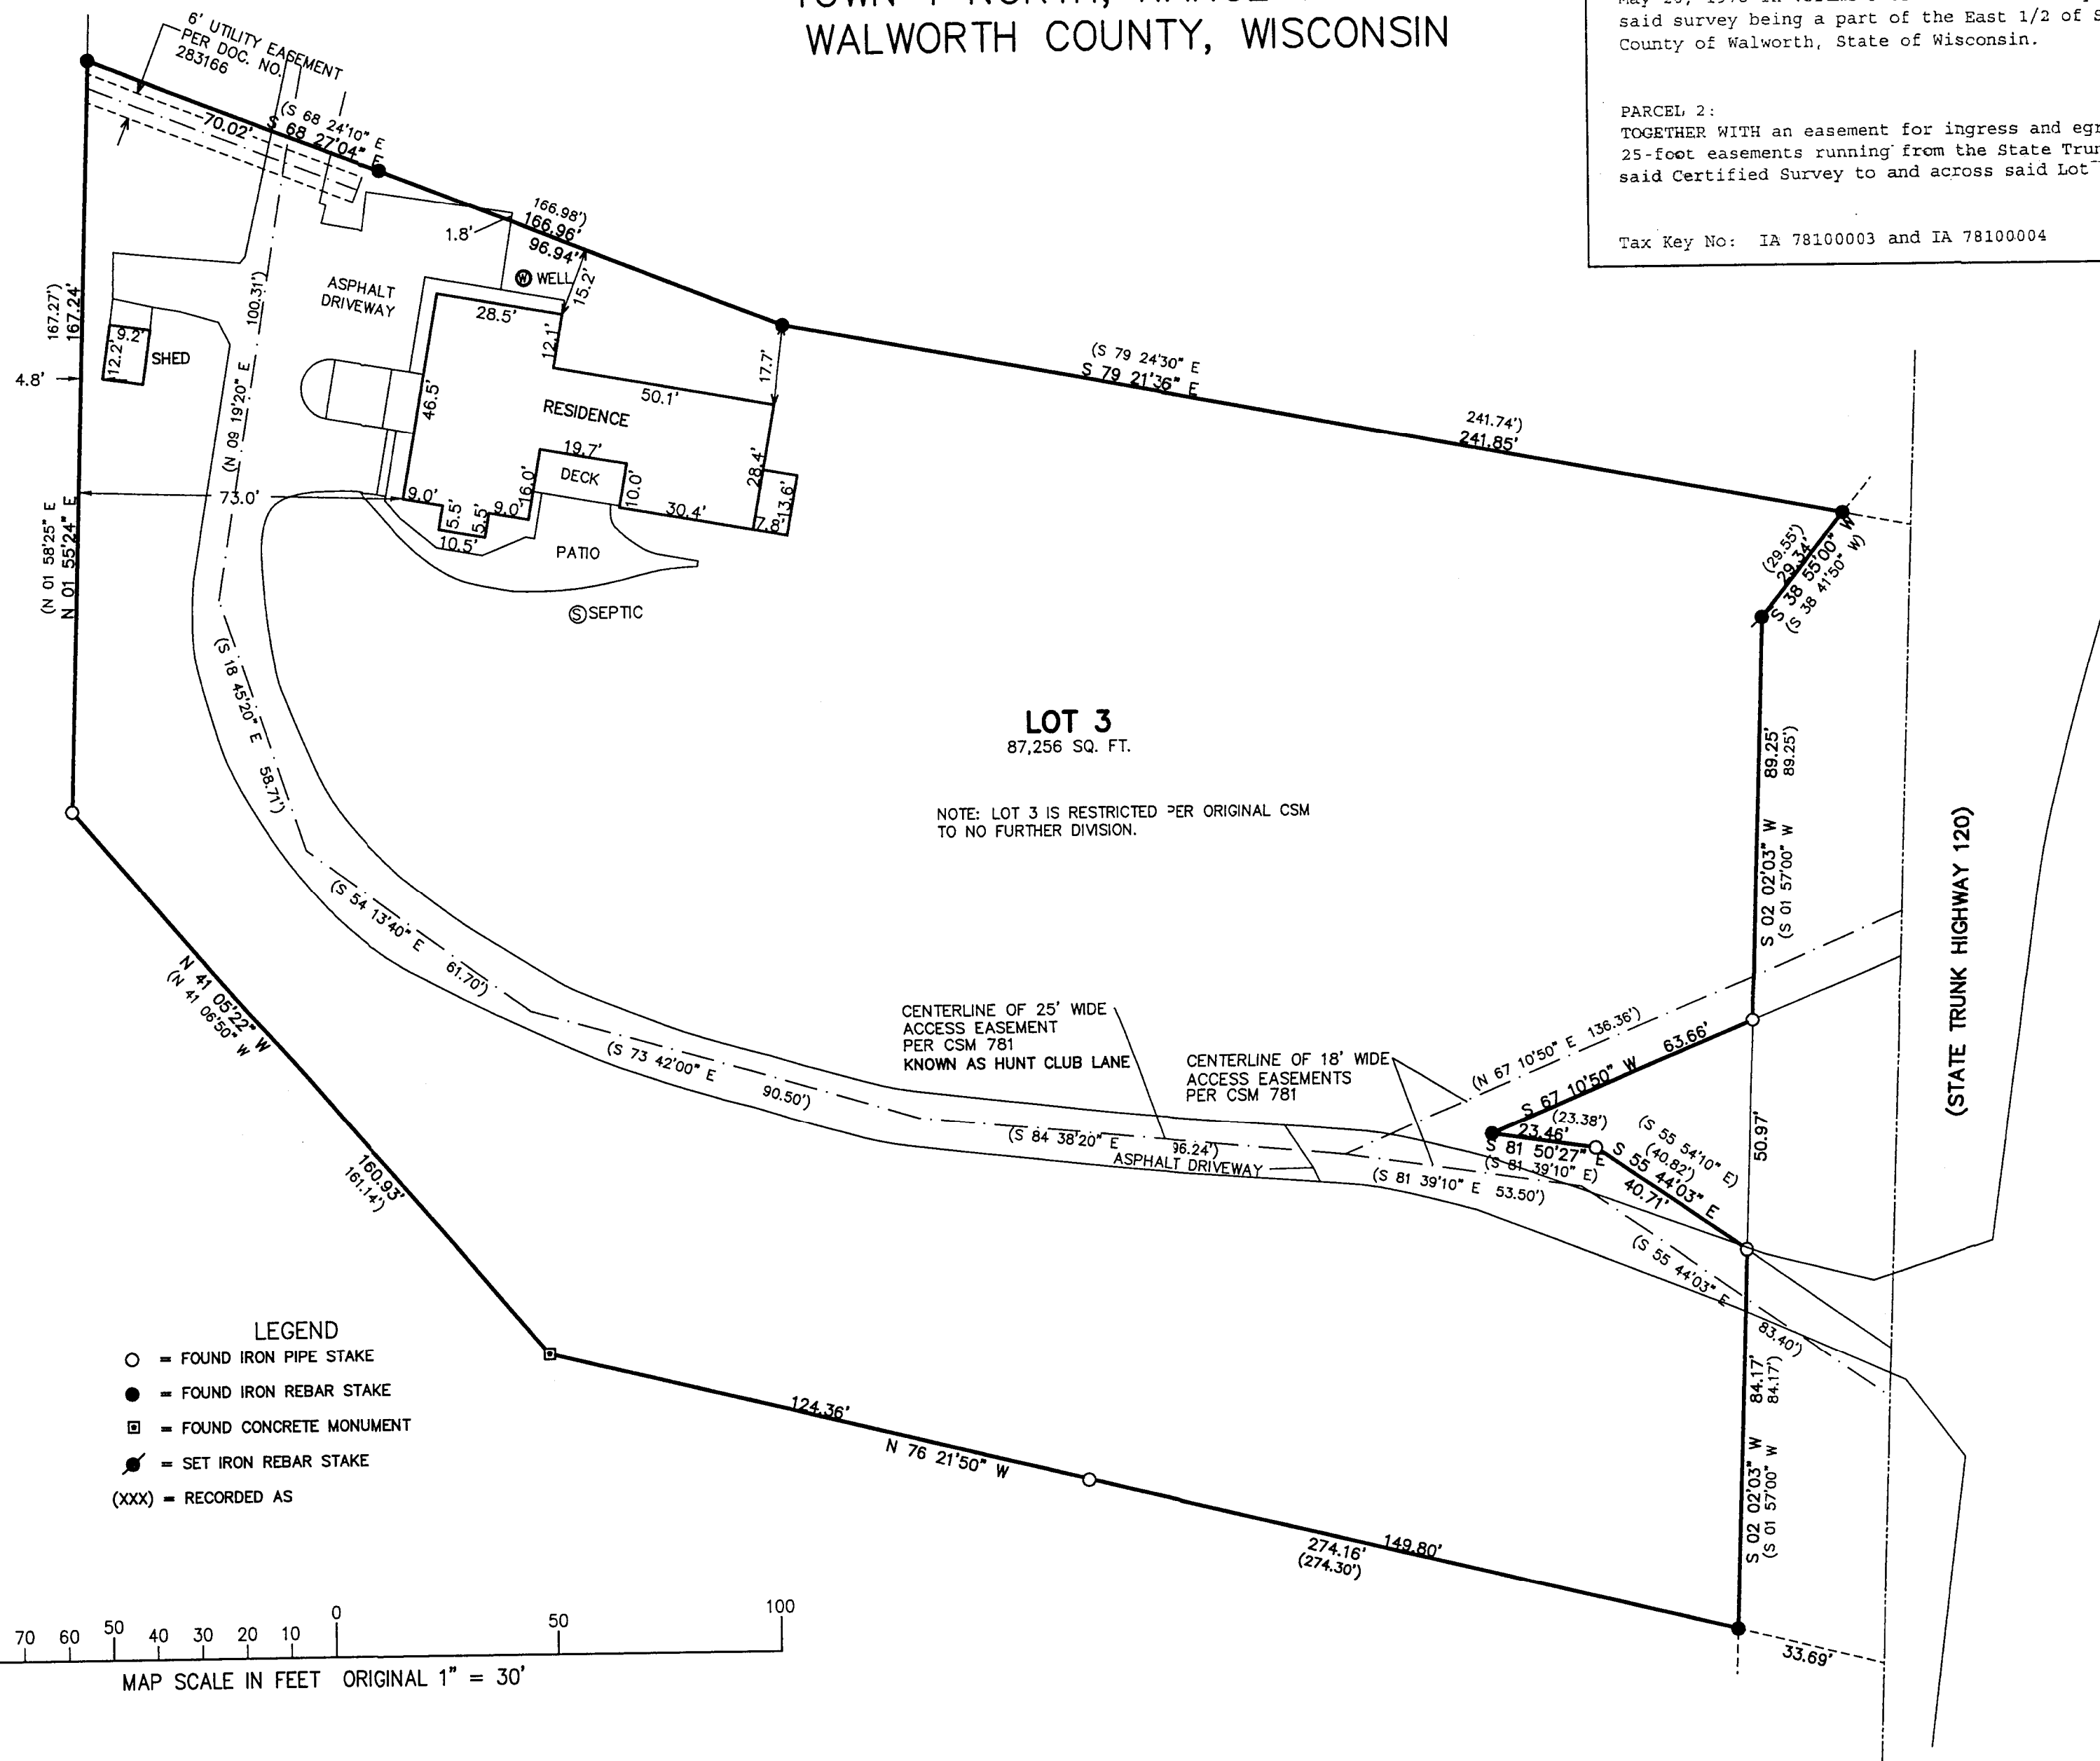 WALWORTH COUNTY, WISCONSIN
said survey being a part of the East 1/2 of S
County of Walworth, State of Wisconsin.
PARCEL 2:
TOGETHER WITH an easement for ingress and egr
25-foot easements running from the State Trun
said Certified Survey to and across said Lot
Tax Key No: IA 78100003 and IA 78100004
6' UTILITY EASEMENT
PER DOC. NO.
283166
(S 68 24'10" E
70.02'
S 68 27'04" E
166.98')
166.96'
96.94'
1.8'
W WELL
15.2'
ASPHALT
DRIVEWAY
100.31')
(N 09 19'20" E
167.27')
167.24'
9.2'
12.2'
SHED
4.8'
28.5'
12.1'
17.7'
50.1'
46.5'
RESIDENCE
19.7'
DECK
28.4'
16.0'
10.0'
13.6'
73.0'
9.0'
5.5'
5.5'
9.0'
30.4'
7.8'
10.5'
PATIO
S SEPTIC
(N 01 58'25" E
N 01 55'24" E
(S 79 24'30" E
S 79 21'36" E
241.74')
241.85'
(29.55')
29.34'
S 38 55'00" W
(S 38 41'50" W)
(S 18 45'20" E
58.71')
LOT 3
87,256 SQ. FT.
NOTE: LOT 3 IS RESTRICTED PER ORIGINAL CSM
TO NO FURTHER DIVISION.
89.25'
89.25')
S 02 02'03" W
(S 01 57'00" W
(STATE TRUNK HIGHWAY 120)
(S 54 13'40" E
61.70')
N 41 05'22" W
(N 41 06'50" W
160.93'
161.14')
CENTERLINE OF 25' WIDE
ACCESS EASEMENT
PER CSM 781
KNOWN AS HUNT CLUB LANE
CENTERLINE OF 18' WIDE
ACCESS EASEMENTS
PER CSM 781
(S 73 42'00" E
90.50')
(N 67 10'50" E 136.36')
S 67 10'50" W
63.66'
(23.38')
23.46'
S 81 50'27" E
(S 81 39'10" E)
(S 55 54'10" E)
(40.82')
S 55 44'03" E
40.71'
50.97'
(S 84 38'20" E
96.24')
ASPHALT DRIVEWAY
(S 81 39'10" E 53.50')
(S 55 44'03" E
83.40')
84.17'
84.17')
S 02 02'03" W
(S 01 57'00" W
124.36'
N 76 21'50" W
149.80'
274.16'
(274.30')
33.69'
LEGEND
= FOUND IRON PIPE STAKE
= FOUND IRON REBAR STAKE
= FOUND CONCRETE MONUMENT
= SET IRON REBAR STAKE
(XXX) = RECORDED AS
70 60 50 40 30 20 10 0 50 100
MAP SCALE IN FEET ORIGINAL 1" = 30'